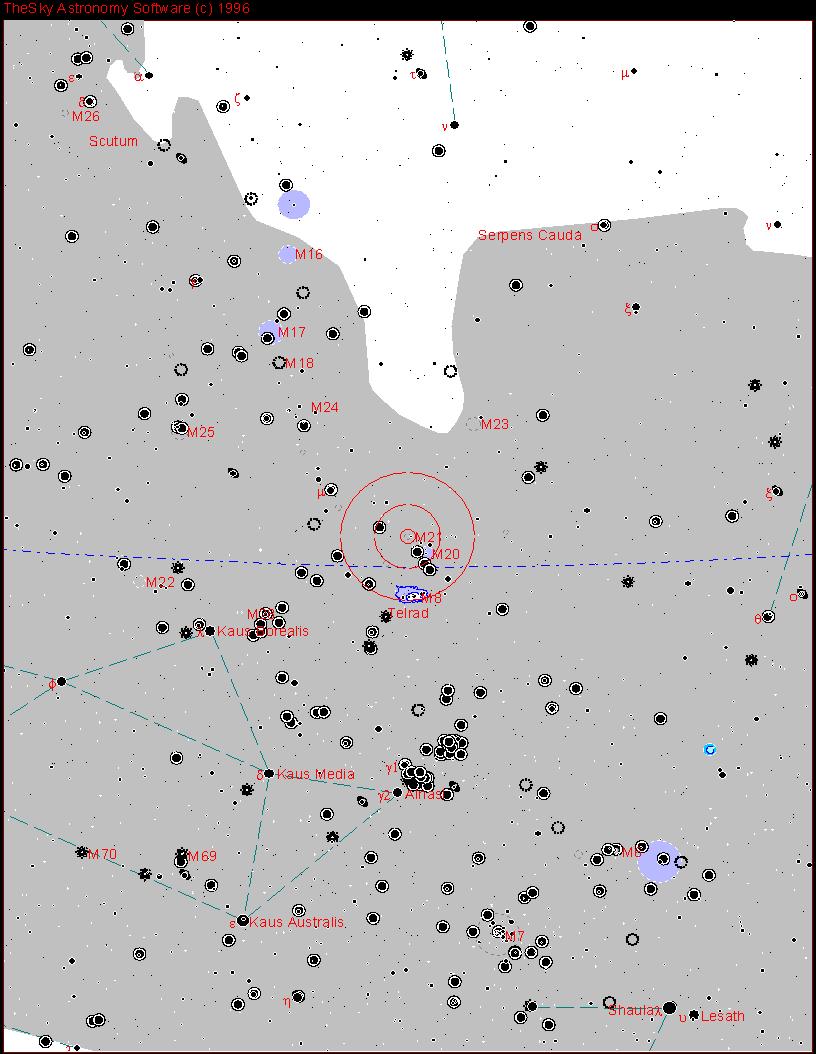 TheSky Astronomy Software (c) 1996
α
τ
μ
ε
ζ
δ
M26
ν
Scutum
Serpens Cauda
ο
ν
M16
γ
ξ
M17
M18
M24
M25
M23
μ
ξ
M21
M20
M22
M8
Telrad
ο
θ
λ
Kaus Borealis
φ
γ1
δ
Kaus Media
γ2
Alnasl
M70
M69
M6
ε
Kaus Australis
M7
η
Shaula
λ
υ
Lesath